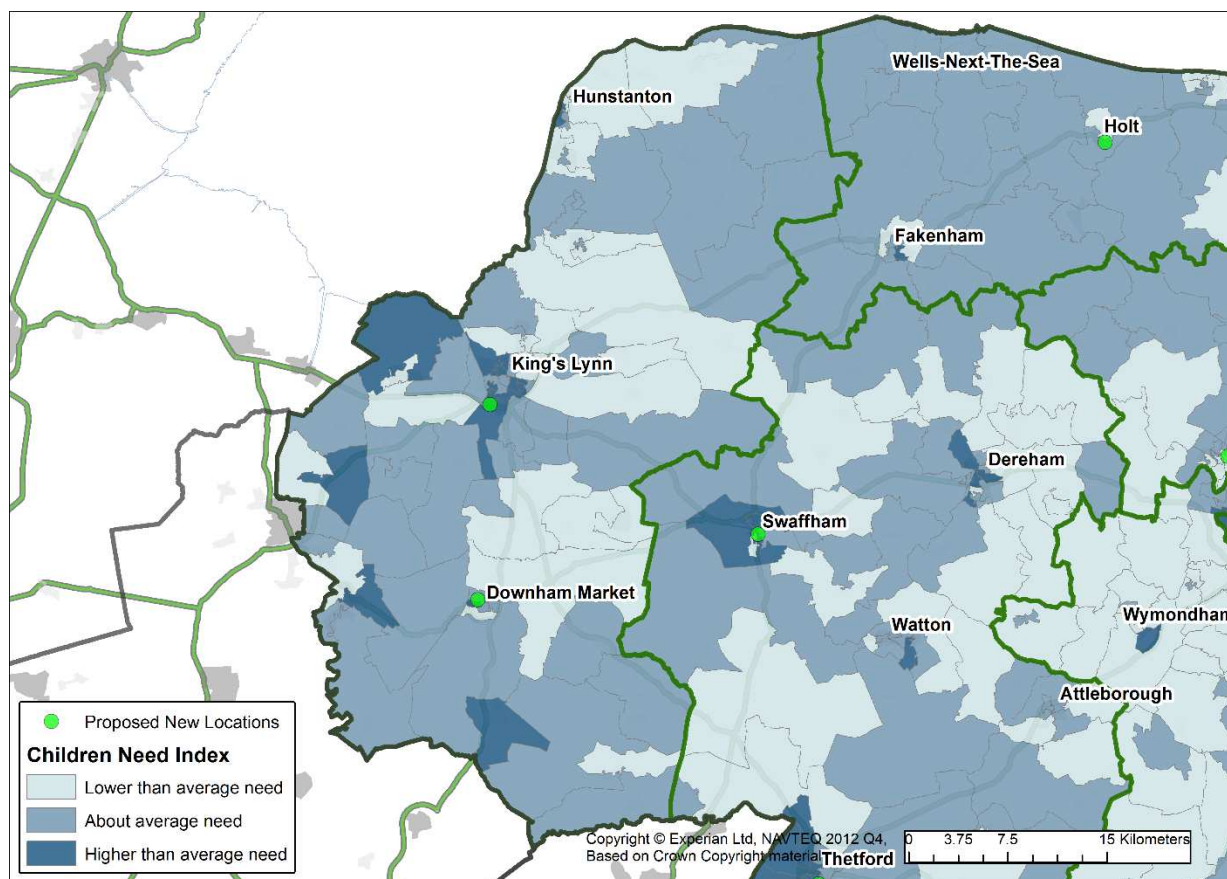 Wells-Next-The-Sea
Hunstanton
Holt
Fakenham
King's Lynn
Dereham
Swaffham
Downham Market
Watton
Wymondham
Attleborough
Proposed New Locations
Children Need Index
Lower than average need
About average need
Higher than average need
Copyright © Experian Ltd, NAVTEQ 2012 Q4,
Based on Crown Copyright material
Thetford
0 3.75 7.5 15 Kilometers